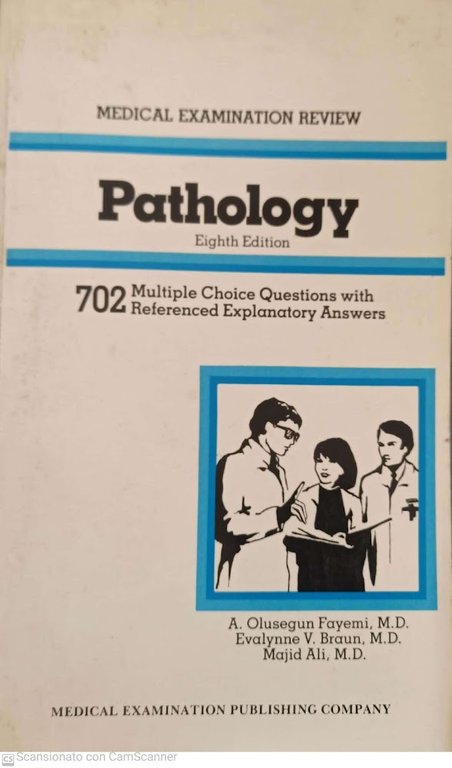 MEDICAL EXAMINATION REVIEW
Pathology
Eighth Edition
702 Multiple Choice Questions with
Referenced Explanatory Answers
A. Olusegun Fayemi, M.D.
Evalynne V. Braun, M.D.
Majid Ali, M.D.
MEDICAL EXAMINATION PUBLISHING COMPANY
CS Scansionato con CamScanner